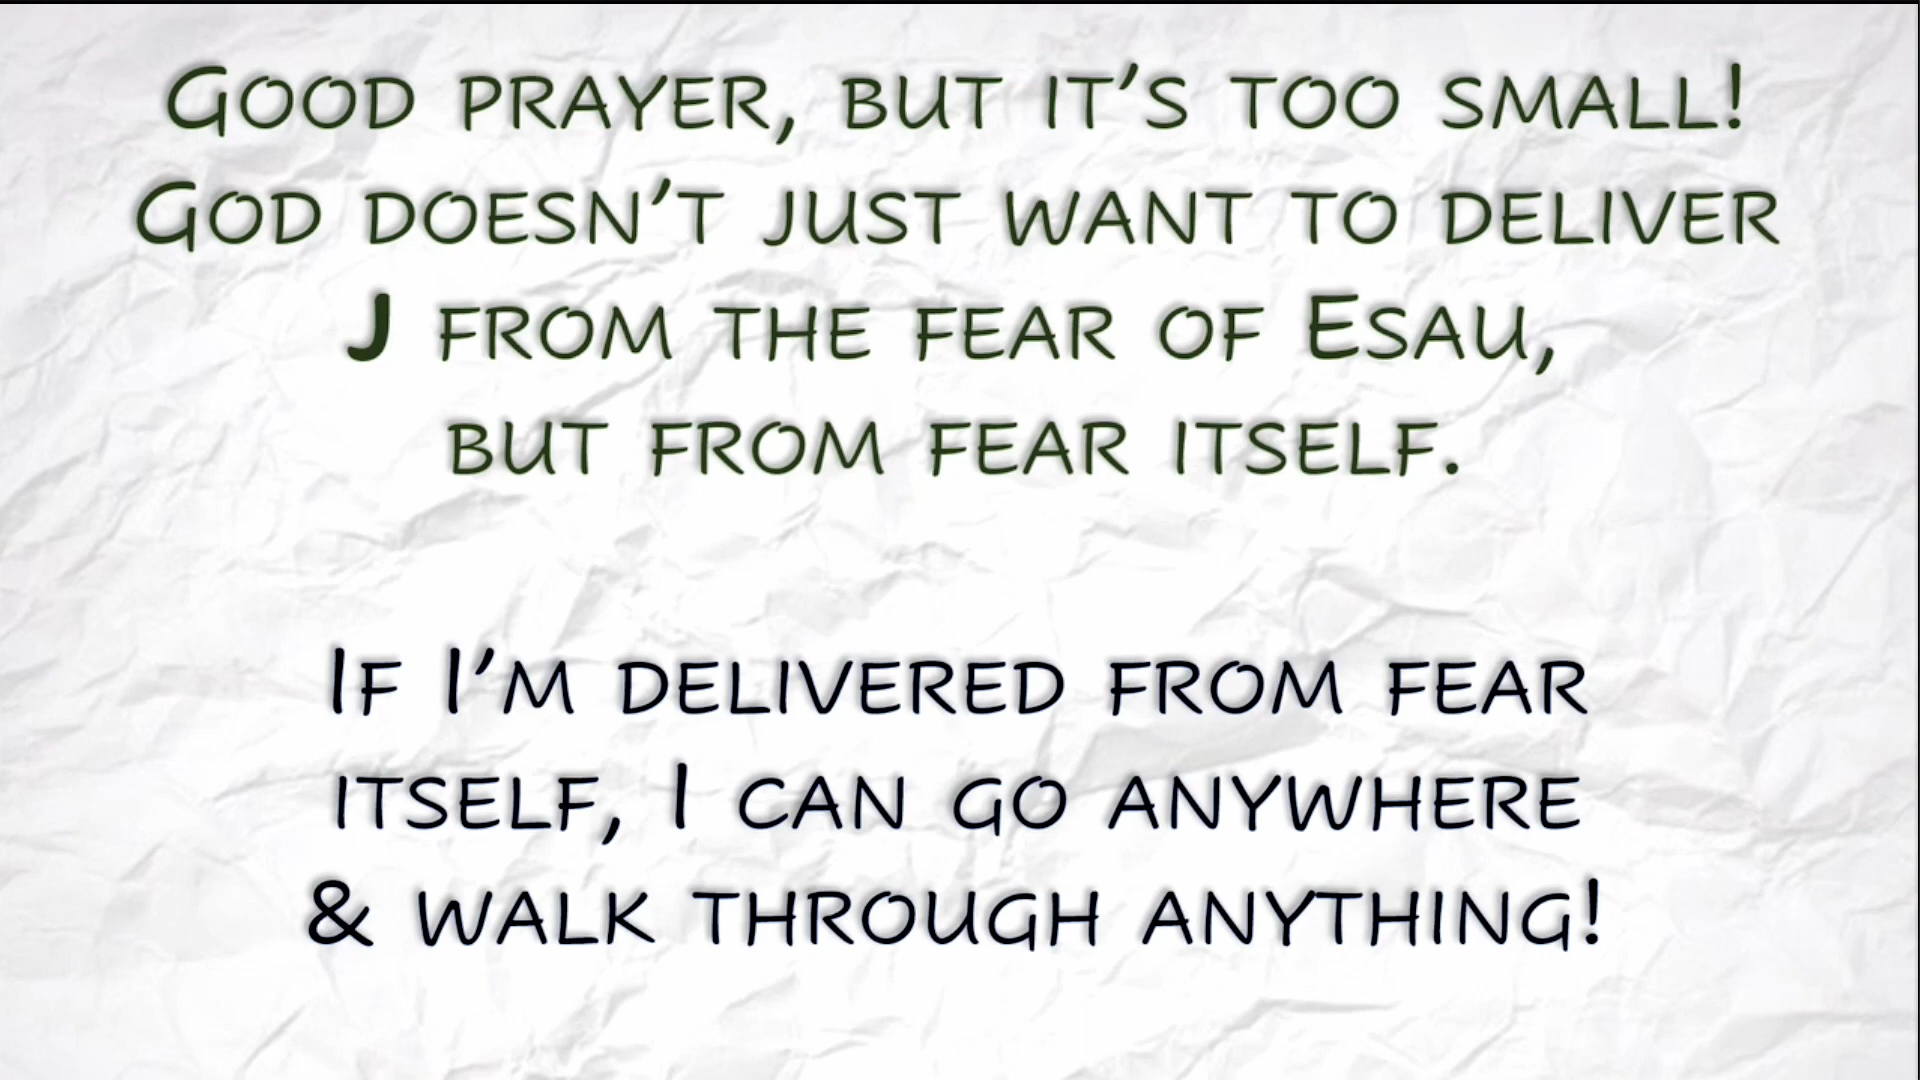 Good prayer, but it's too small!
God doesn't just want to deliver
J from the fear of Esau,
but from fear itself.
If I'm delivered from fear
itself, I can go anywhere
& walk through anything!